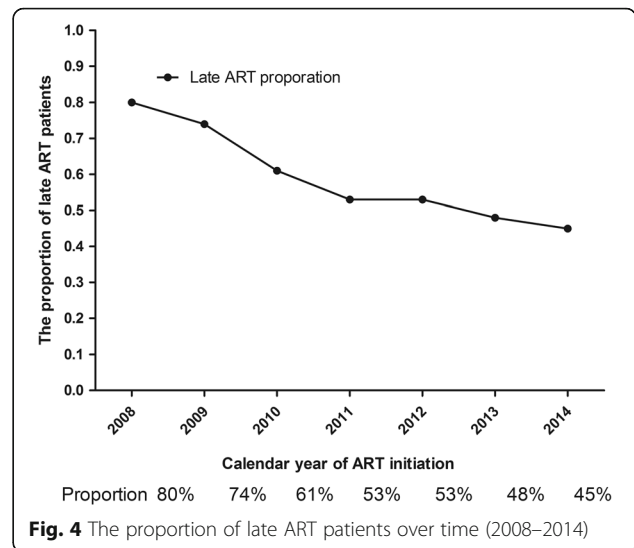 1.0
0.9
0.8
0.7
0.6
0.5
0.4
0.3
0.2
0.1
0.0
The proportion of late ART patients
Late ART proporation
2008 2009 2010 2011 2012 2013 2014
Calendar year of ART initiation
Proportion 80% 74% 61% 53% 53% 48% 45%
Fig. 4 The proportion of late ART patients over time (2008–2014)